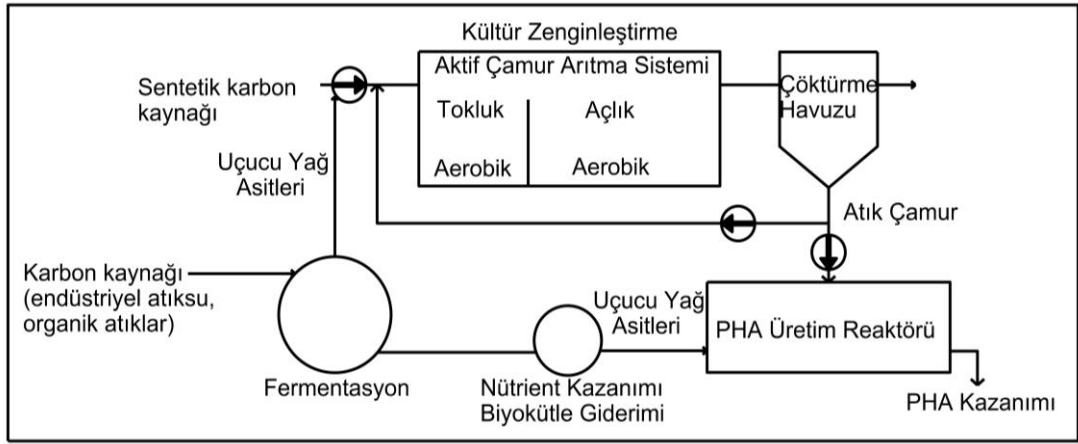 Kültür Zenginleştirme
Aktif Çamur Arıtma Sistemi
Sentetik karbon
kaynağı
Tokluk
Açlık
Çöktürme
Havuzu
Uçucu Yağ
Asitleri
Aerobik
Aerobik
Atık Çamur
Karbon kaynağı
(endüstriyel atıksu,
organik atıklar)
Uçucu Yağ
Asitleri
PHA Üretim Reaktörü
Fermentasyon
Nütrient Kazanımı
Biyokütle Giderimi
PHA Kazanımı